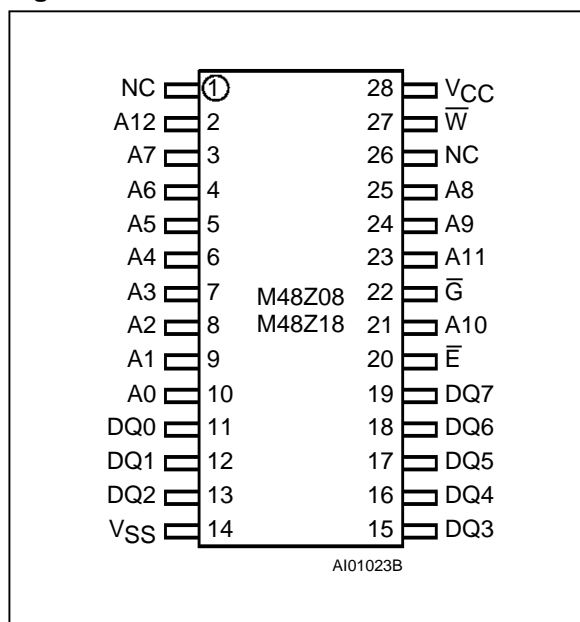 NC 1 28 VCC
A12 2 27 W̅
A7 3 26 NC
A6 4 25 A8
A5 5 24 A9
A4 6 23 A11
A3 7 M48Z08 22 G̅
A2 8 M48Z18 21 A10
A1 9 20 E̅
A0 10 19 DQ7
DQ0 11 18 DQ6
DQ1 12 17 DQ5
DQ2 13 16 DQ4
VSS 14 15 DQ3
AI01023B